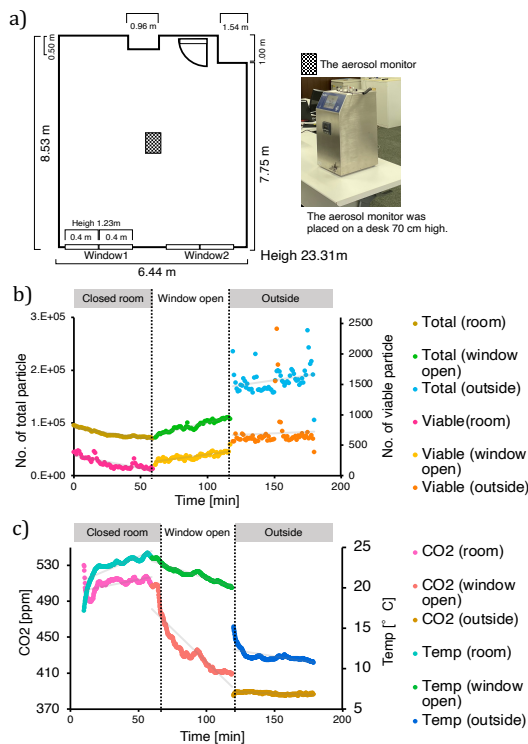 a)
0.96 m
1.54 m
0.50 m
1.00 m
The aerosol monitor
8.53 m
7.75 m
Heigh 1.23m
0.4 m
0.4 m
Window1
Window2
6.44 m
Heigh 23.31m
The aerosol monitor was
placed on a desk 70 cm high.
b)
Closed room
Window open
Outside
3.E+05
2.E+05
1.E+05
0.E+00
No. of total particle
2500
2000
1500
1000
500
0
No. of viable particle
0
50
100
150
200
Time [min]
Total (room)
Total (window
open)
Total (outside)
Viable(room)
Viable (window
open)
Viable (outside)
c)
Closed room
Window open
Outside
530
490
450
410
370
CO2 [ppm]
25
20
15
10
5
Temp [° C]
0
50
100
150
200
Time [min]
CO2 (room)
CO2 (window
open)
CO2 (outside)
Temp (room)
Temp (window
open)
Temp (outside)